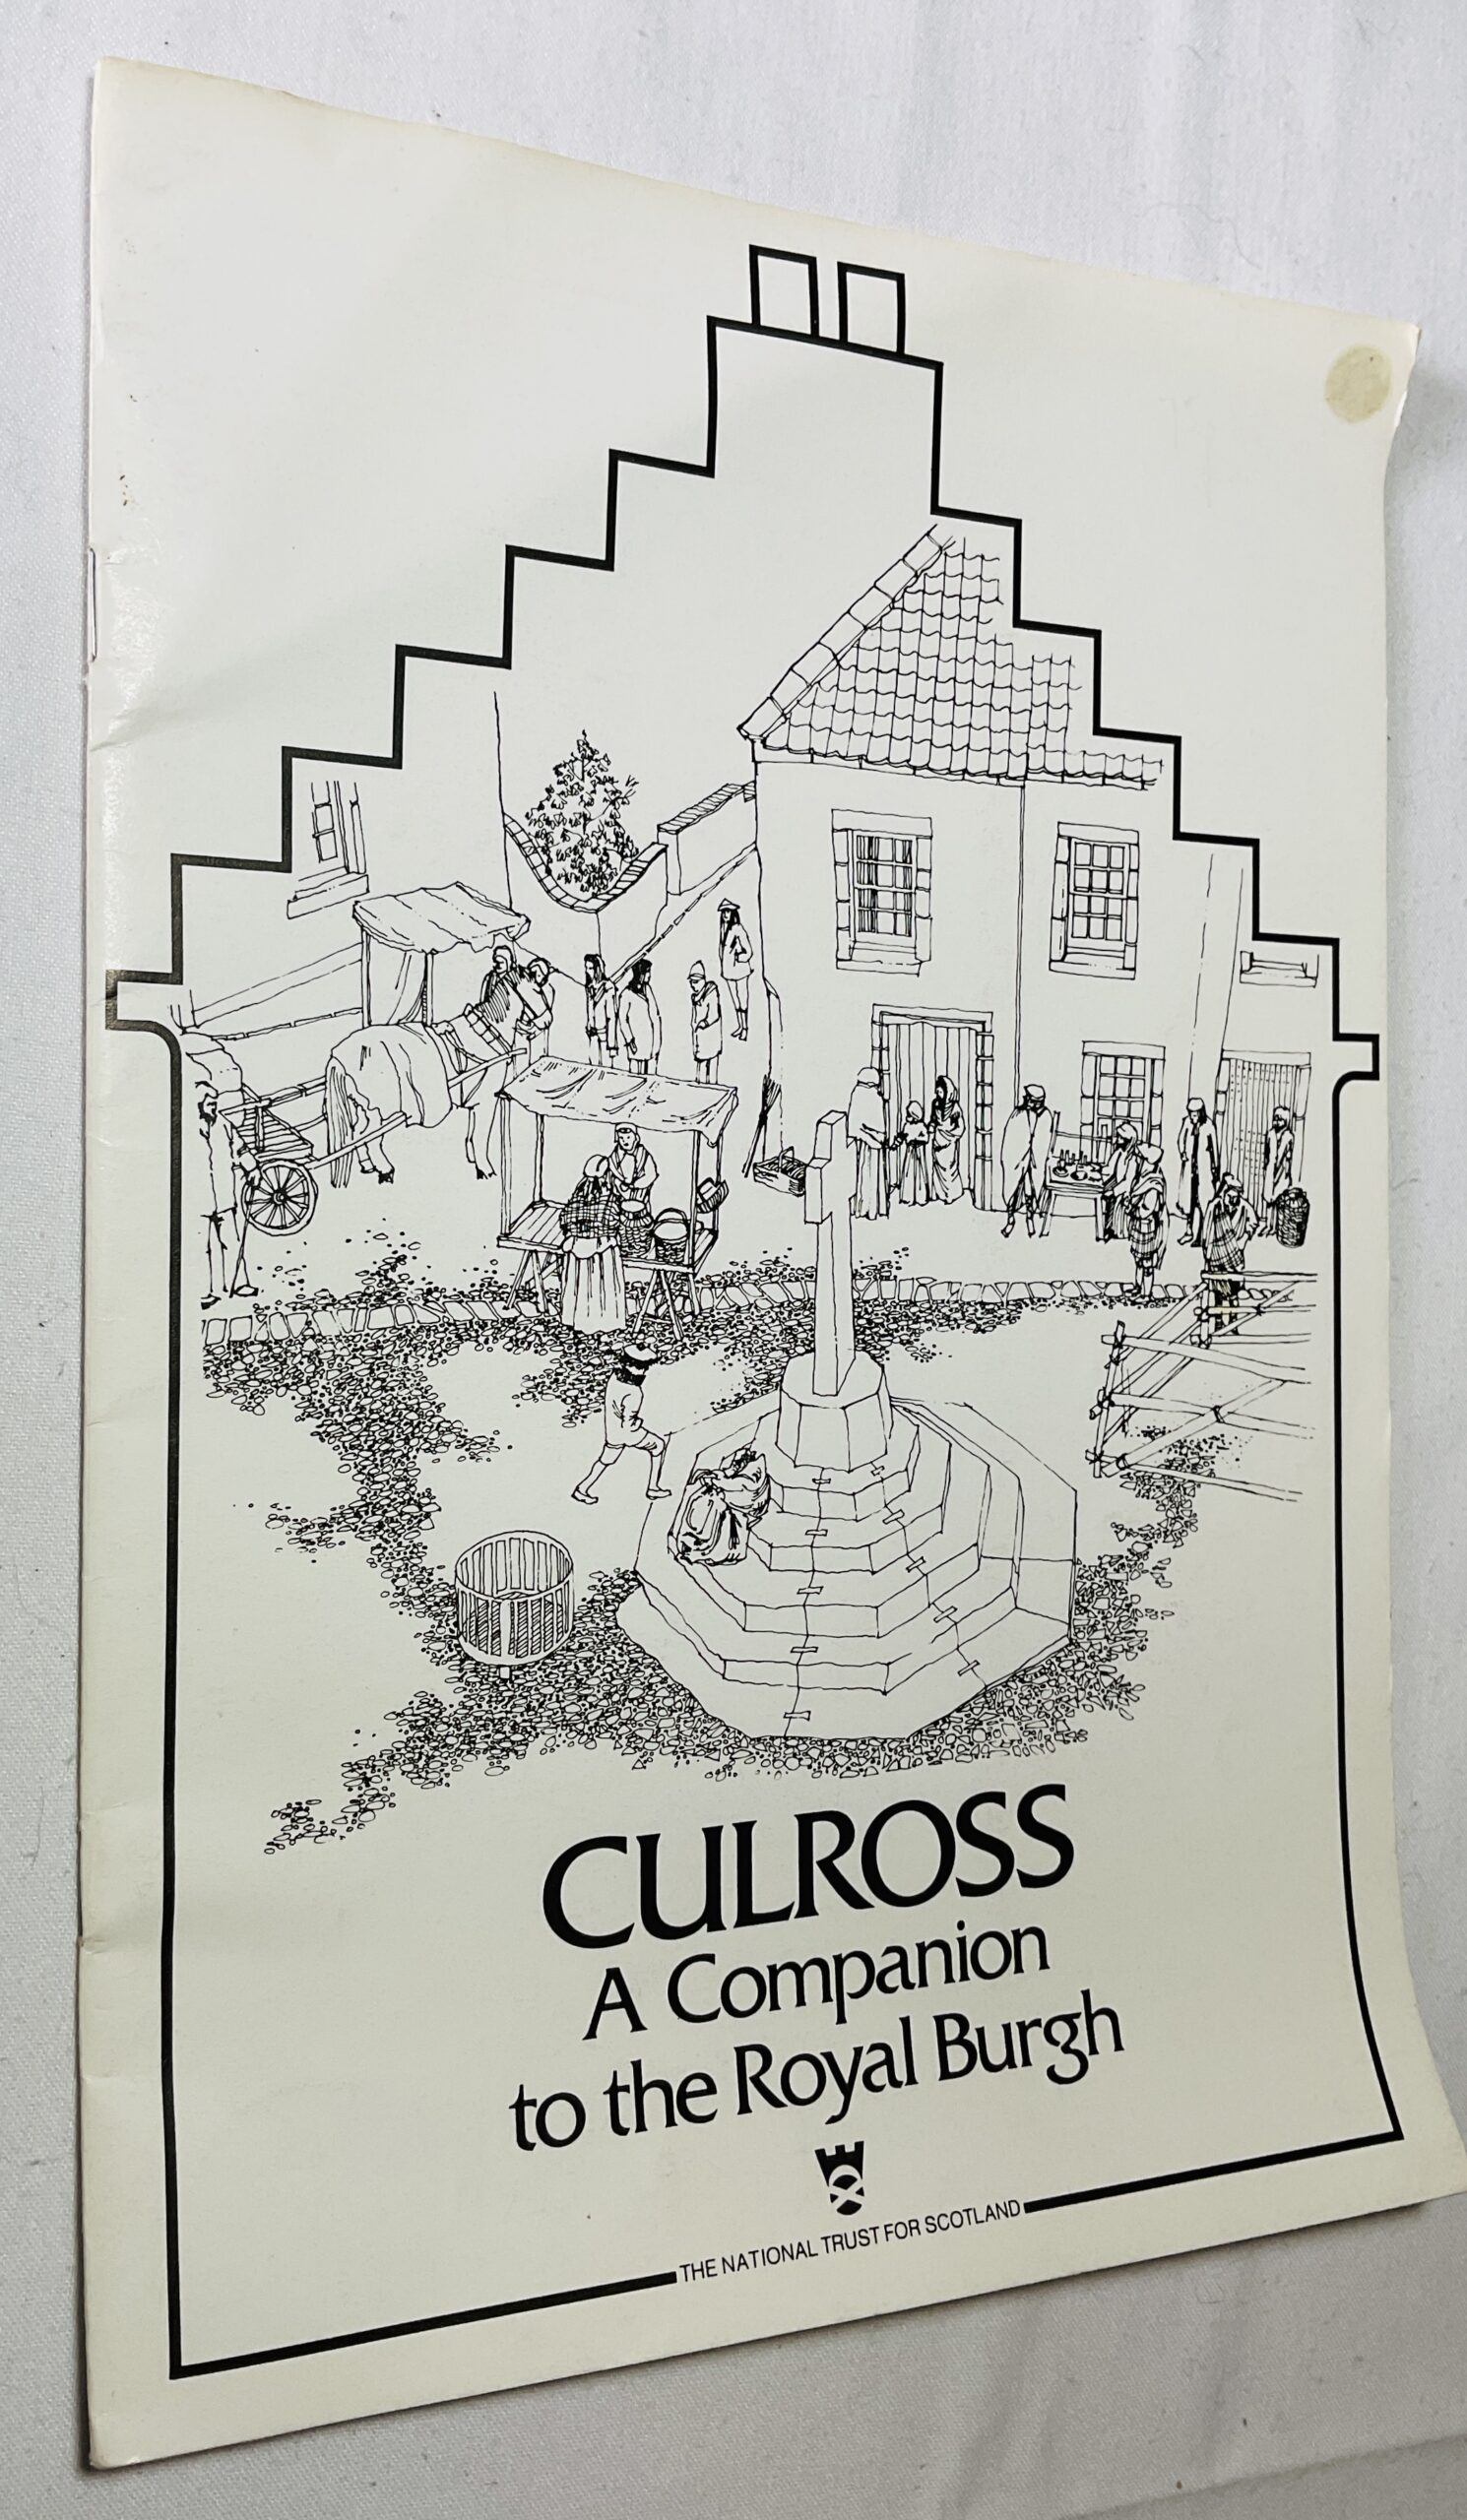 CULROSS
A Companion
to the Royal Burgh
THE NATIONAL TRUST FOR SCOTLAND